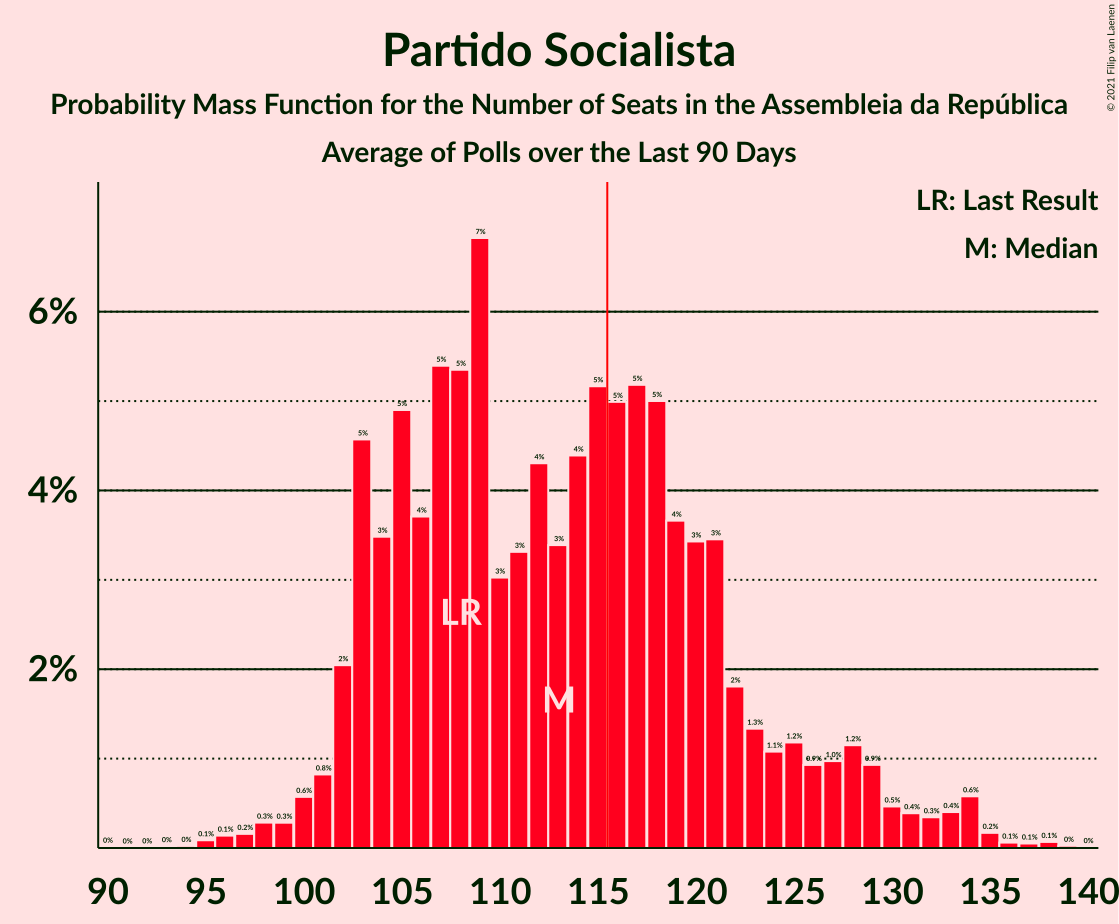 Partido Socialista
Probability Mass Function for the Number of Seats in the Assembleia da República
Average of Polls over the Last 90 Days
© 2021 Filip van Laenen
LR: Last Result
M: Median
6%
4%
2%
0% 0% 0% 0% 0% 0.1% 0.1% 0.2% 0.3% 0.3% 0.6% 0.8% 2% 5% 3% 5% 4% 5% 5% 7% 3% 3% 4% 3% 4% 5% 5% 5% 5% 4% 3% 3% 2% 1.3% 1.1% 1.2% 0.9% 1.0% 1.2% 0.9% 0.5% 0.4% 0.3% 0.4% 0.6% 0.2% 0.1% 0.1% 0.1% 0% 0%
LR
M
90 95 100 105 110 115 120 125 130 135 140